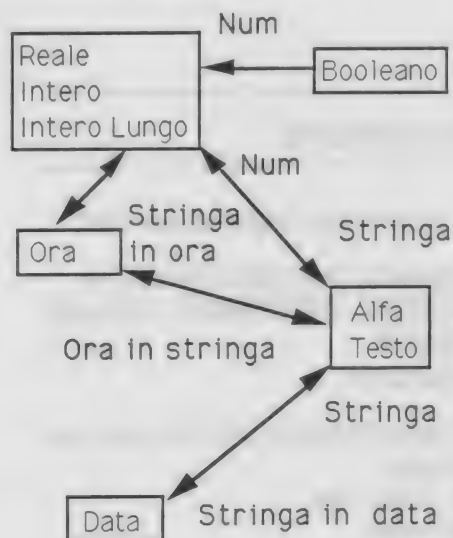 Num
Reale
Intero
Intero Lungo
Booleano
Num
Stringa
in ora
Stringa
Ora
Alfa
Testo
Ora in stringa
Stringa
Data
Stringa in data